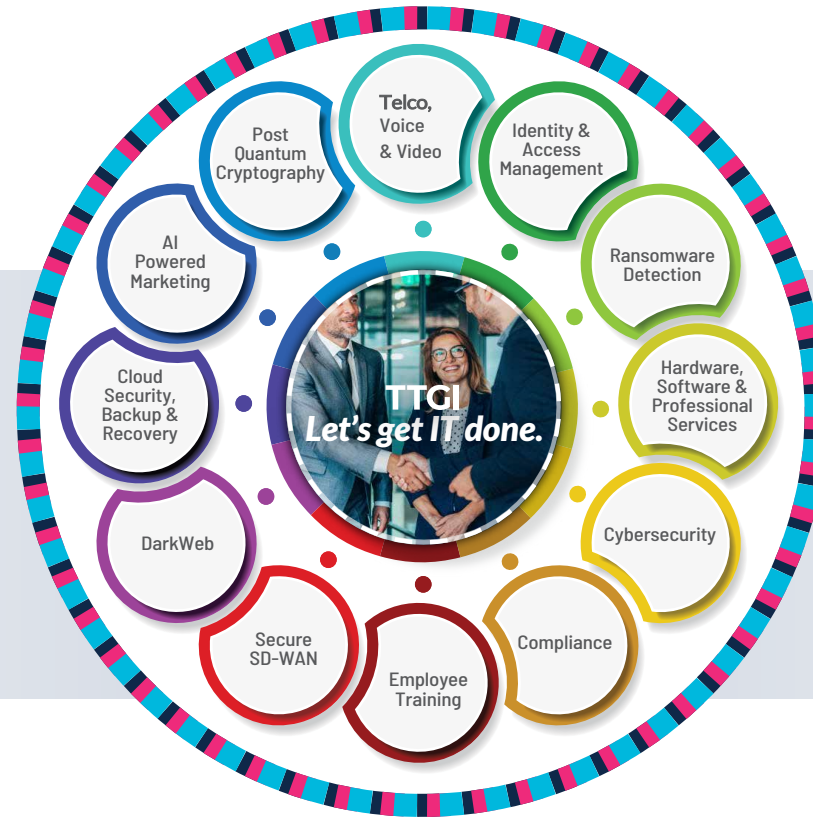 Telco,
Voice
& Video
Identity &
Access
Management
Ransomware
Detection
Hardware,
Software &
Professional
Services
Cybersecurity
Compliance
Employee
Training
Secure
SD-WAN
DarkWeb
Cloud
Security,
Backup &
Recovery
AI
Powered
Marketing
Post
Quantum
Cryptography
TTGI
Let's get IT done.